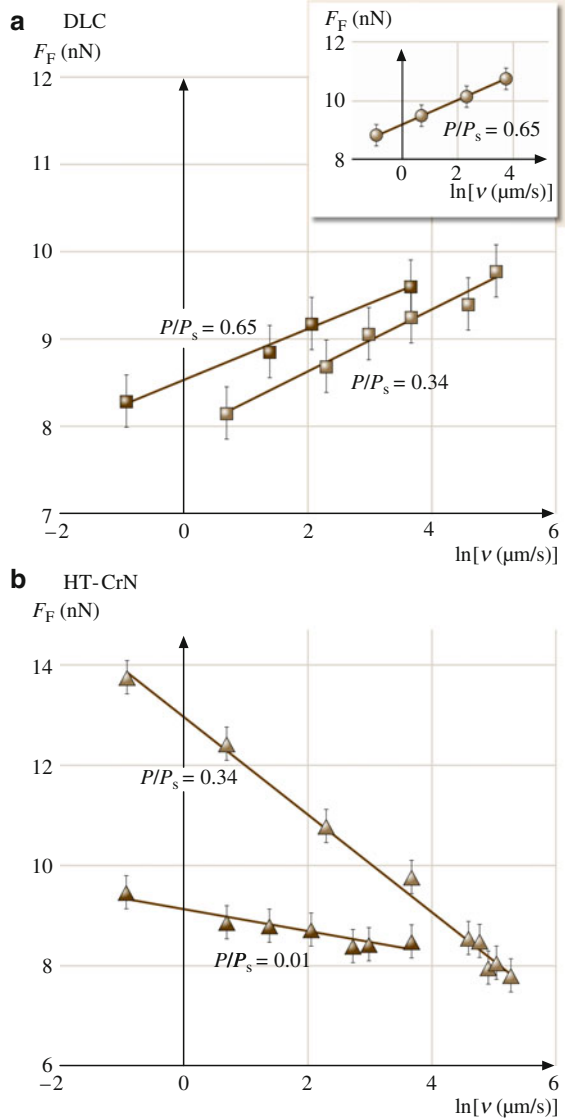 a DLC
F_F (nN)
12
11
10
9
8
7
−2 0 2 4 6
ln[v (μm/s)]
P/P_s = 0.65
P/P_s = 0.34
F_F (nN)
12
10
8
0 2 4
ln[v (μm/s)]
P/P_s = 0.65
b HT-CrN
F_F (nN)
14
12
10
8
6
−2 0 2 4 6
ln[v (μm/s)]
P/P_s = 0.34
P/P_s = 0.01